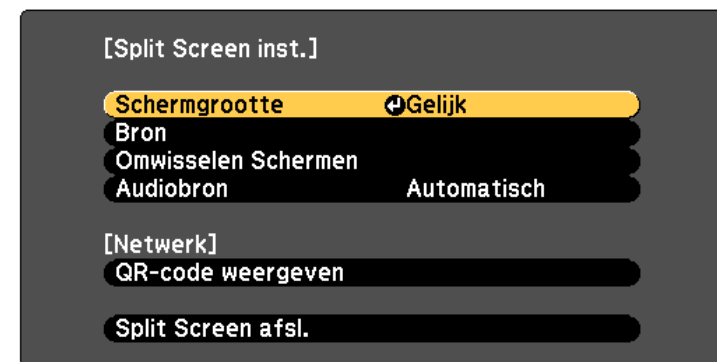 [Split Screen inst.]
Schermgrootte Gelijk
Bron
Omwisselen Schermen
Audiobron Automatisch
[Netwerk]
QR-code weergeven
Split Screen afsl.